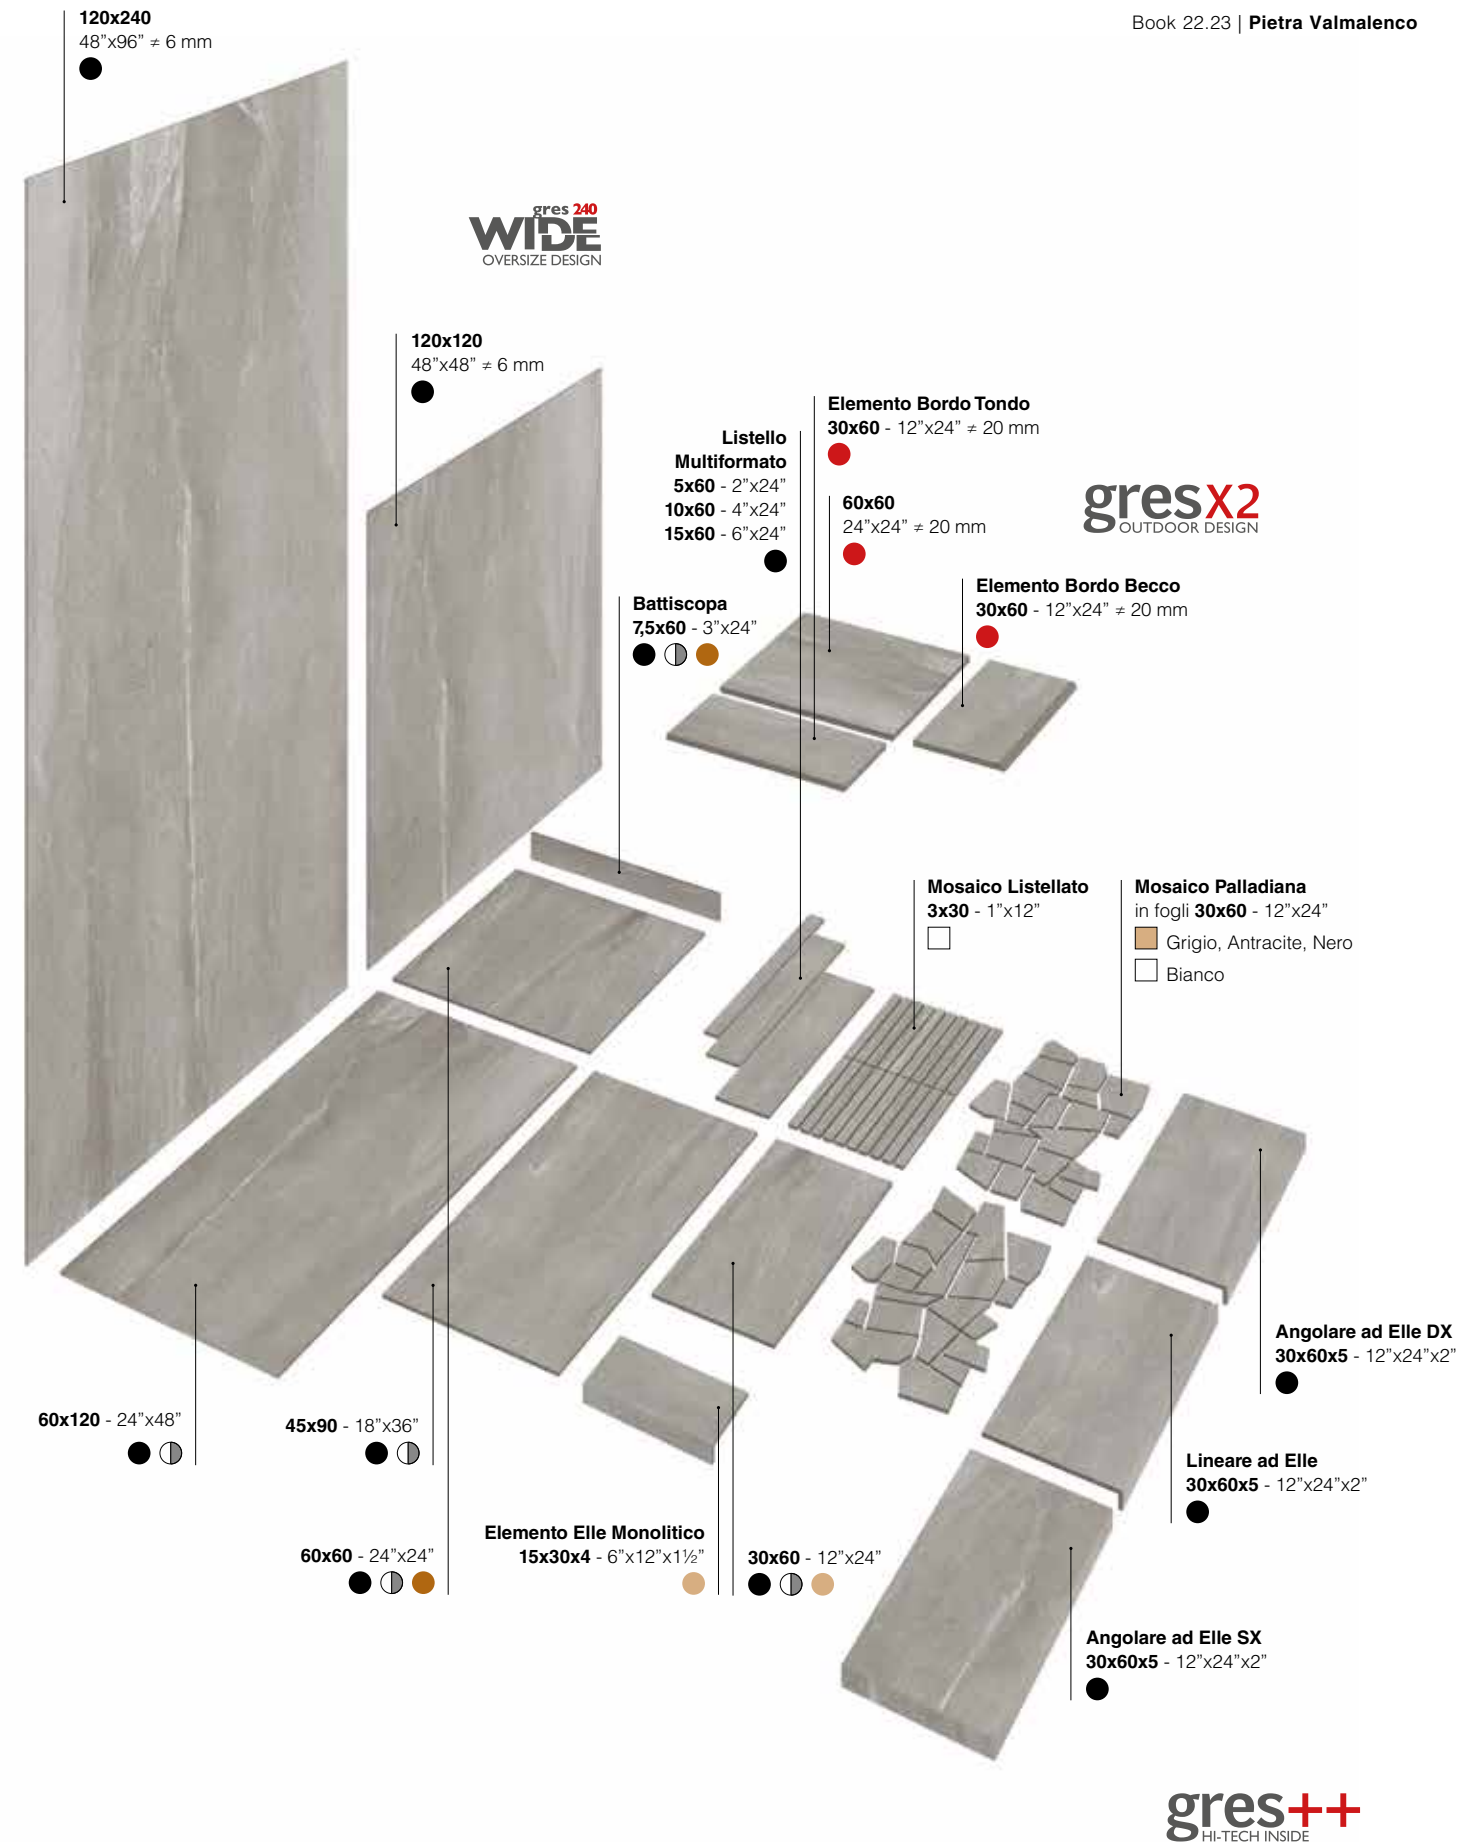 120x240
48”x96” ≠ 6 mm
Book 22.23 | Pietra Valmalenco
gres 240
WIDE
OVERSIZE DESIGN
120x120
48”x48” ≠ 6 mm
Elemento Bordo Tondo
30x60 - 12”x24” ≠ 20 mm
Listello
Multiformato
5x60 - 2”x24”
10x60 - 4”x24”
15x60 - 6”x24”
60x60
24”x24” ≠ 20 mm
gres x2
OUTDOOR DESIGN
Elemento Bordo Becco
30x60 - 12”x24” ≠ 20 mm
Battiscopa
7,5x60 - 3”x24”
Mosaico Listellato
3x30 - 1”x12”
Mosaico Palladiana
in fogli 30x60 - 12”x24”
Grigio, Antracite, Nero
Bianco
Angolare ad Elle DX
30x60x5 - 12”x24”x2”
60x120 - 24”x48”
45x90 - 18”x36”
Lineare ad Elle
30x60x5 - 12”x24”x2”
60x60 - 24”x24”
Elemento Elle Monolitico
15x30x4 - 6”x12”x1½”
30x60 - 12”x24”
Angolare ad Elle SX
30x60x5 - 12”x24”x2”
gres++
HI-TECH INSIDE